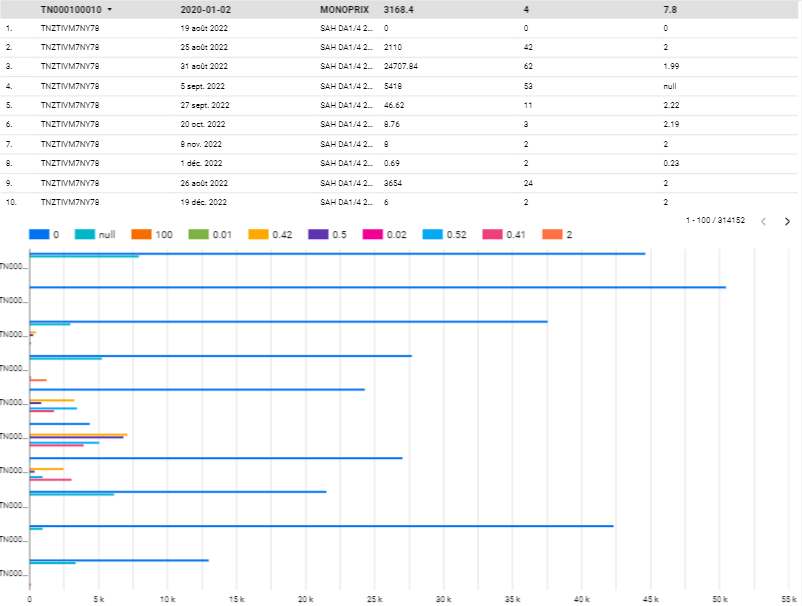 TN000100010 2020-01-02 MONOPRIX 3168.4 4 7.8
1. TNZTIVM7NY78 19 août 2022 SAH DA1/4 2... 0 0 0
2. TNZTIVM7NY78 25 août 2022 SAH DA1/4 2... 2110 42 2
3. TNZTIVM7NY78 31 août 2022 SAH DA1/4 2... 24707.84 62 1.99
4. TNZTIVM7NY78 5 sept. 2022 SAH DA1/4 2... 5418 53 null
5. TNZTIVM7NY78 27 sept. 2022 SAH DA1/4 2... 46.62 11 2.22
6. TNZTIVM7NY78 20 oct. 2022 SAH DA1/4 2... 8.76 3 2.19
7. TNZTIVM7NY78 8 nov. 2022 SAH DA1/4 2... 8 2 2
8. TNZTIVM7NY78 1 déc. 2022 SAH DA1/4 2... 0.69 2 0.23
9. TNZTIVM7NY78 26 août 2022 SAH DA1/4 2... 3654 24 2
10. TNZTIVM7NY78 19 déc. 2022 SAH DA1/4 2... 6 2 2
1 - 100 / 314152
0 null 100 0.01 0.42 0.5 0.02 0.52 0.41 2
TN000...
TN000...
TN000...
TN000...
TN000...
TN000...
TN000...
TN000...
TN000...
TN000...
0 5 k 10 k 15 k 20 k 25 k 30 k 35 k 40 k 45 k 50 k 55 k